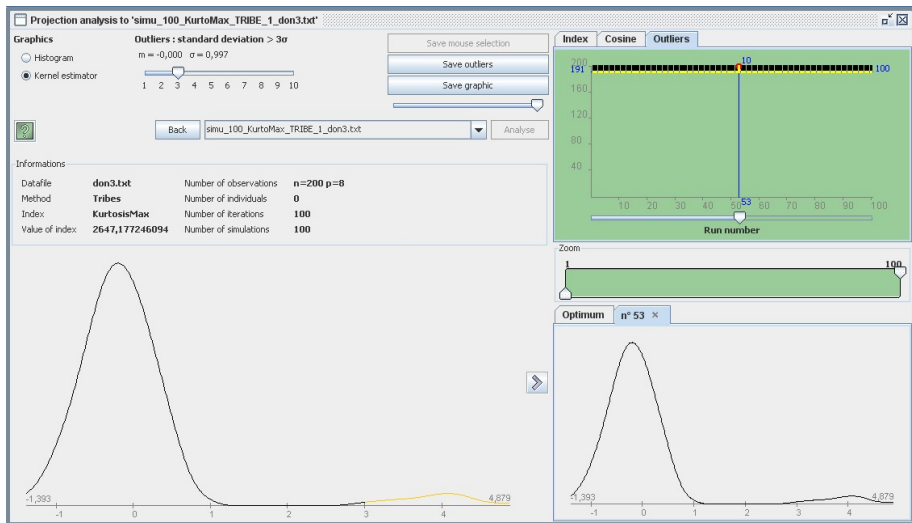 Projection analysis to 'simu_100_KurtoMax_TRIBE_1_don3.txt'
Graphics
Histogram
Kernel estimator
Outliers : standard deviation > 3σ
m = -0,000 σ = 0,997
1 2 3 4 5 6 7 8 9 10
Save mouse selection
Save outliers
Save graphic
Back
simu_100_KurtoMax_TRIBE_1_don3.txt
Analyse
Informations
Datafile don3.txt Number of observations n=200 p=8
Method Tribes Number of individuals 0
Index KurtosisMax Number of iterations 100
Value of index 2647,177246094 Number of simulations 100
-1,393 4,879
-1 0 1 2 3 4
Index Cosine Outliers
200
191
10
100
160
120
80
40
53
10 20 30 40 50 60 70 80 90 100
Run number
Zoom
1 100
Optimum n° 53 ×
-1,393 4,879
-1 0 1 2 3 4